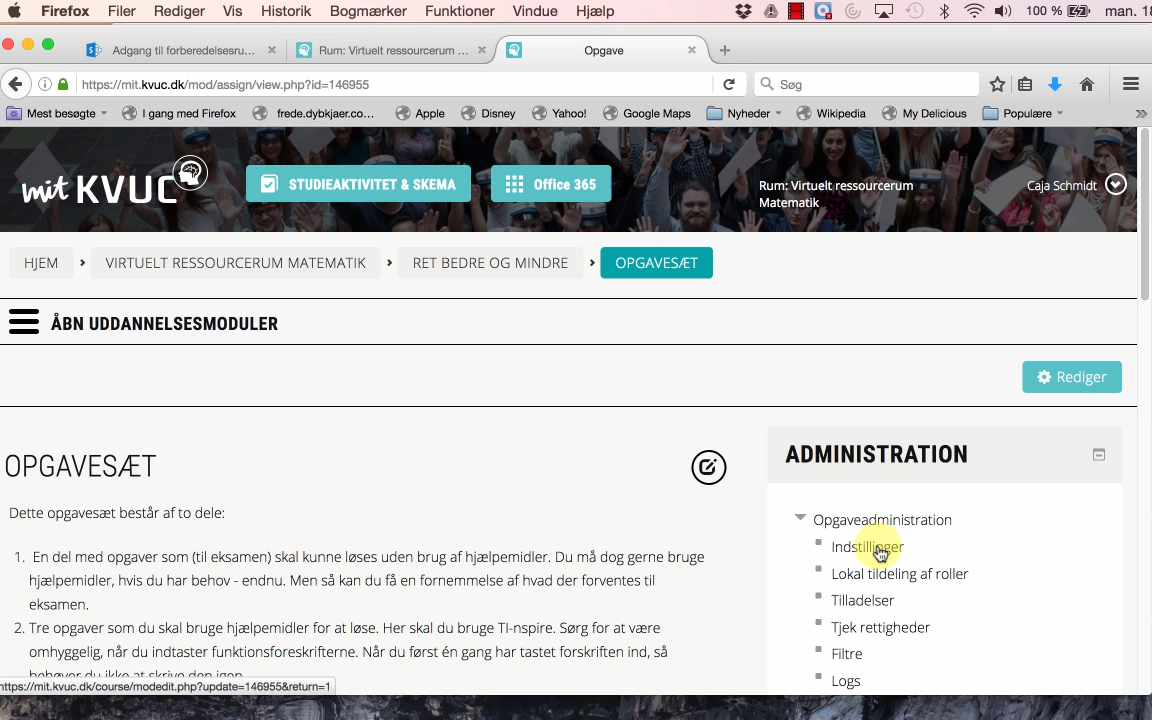 Firefox Filer Rediger Vis Historik Bogmærker Funktioner Vindue Hjælp 100 % man. 18
Adgang til forberedelsesru... Rum: Virtuelt ressourcerum ... Opgave
https://mit.kvuc.dk/mod/assign/view.php?id=146955 Søg
Mest besøgte I gang med Firefox frede.dybkjaer.co... Apple Disney Yahoo! Google Maps Nyheder Wikipedia My Delicious Populære
mit KVUC STUDIEAKTIVITET & SKEMA Office 365 Rum: Virtuelt ressourcerum Matematik Caja Schmidt
HJEM VIRTUELT RESSOURCERUM MATEMATIK RET BEDRE OG MINDRE OPGAVESÆT
ÅBN UDDANNELSESMODULER
Rediger
OPGAVESÆT
Dette opgavesæt består af to dele:
1. En del med opgaver som (til eksamen) skal kunne løses uden brug af hjælpemidler. Du må dog gerne bruge
hjælpemidler, hvis du har behov - endnu. Men så kan du få en fornemmelse af hvad der forventes til
eksamen.
2. Tre opgaver som du skal bruge hjælpemidler for at løse. Her skal du bruge TI-nspire. Sørg for at være
omhyggelig, når du indtaster funktionsforeskrifterne. Når du først én gang har tastet forskriften ind, så
behøver du ikke at skrive den igen
ADMINISTRATION
Opgaveadministration
Indstillinger
Lokal tildeling af roller
Tilladelser
Tjek rettigheder
Filtre
Logs
https://mit.kvuc.dk/course/modedit.php?update=146955&return=1